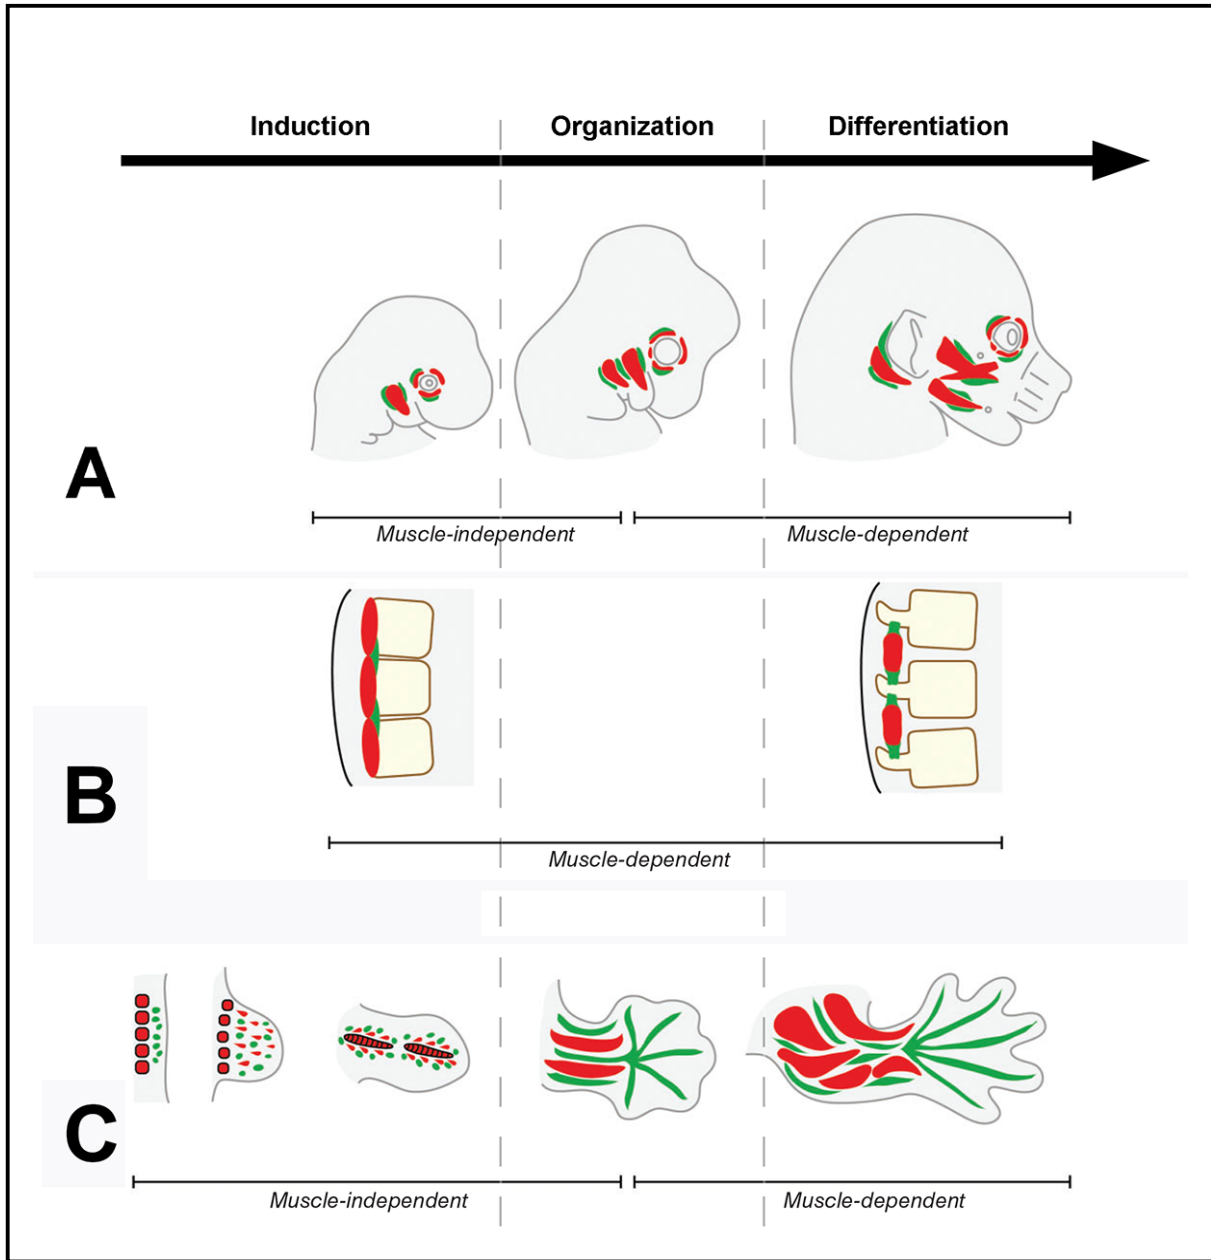 Induction Organization Differentiation
A
Muscle-independent Muscle-dependent
B
Muscle-dependent
C
Muscle-independent Muscle-dependent